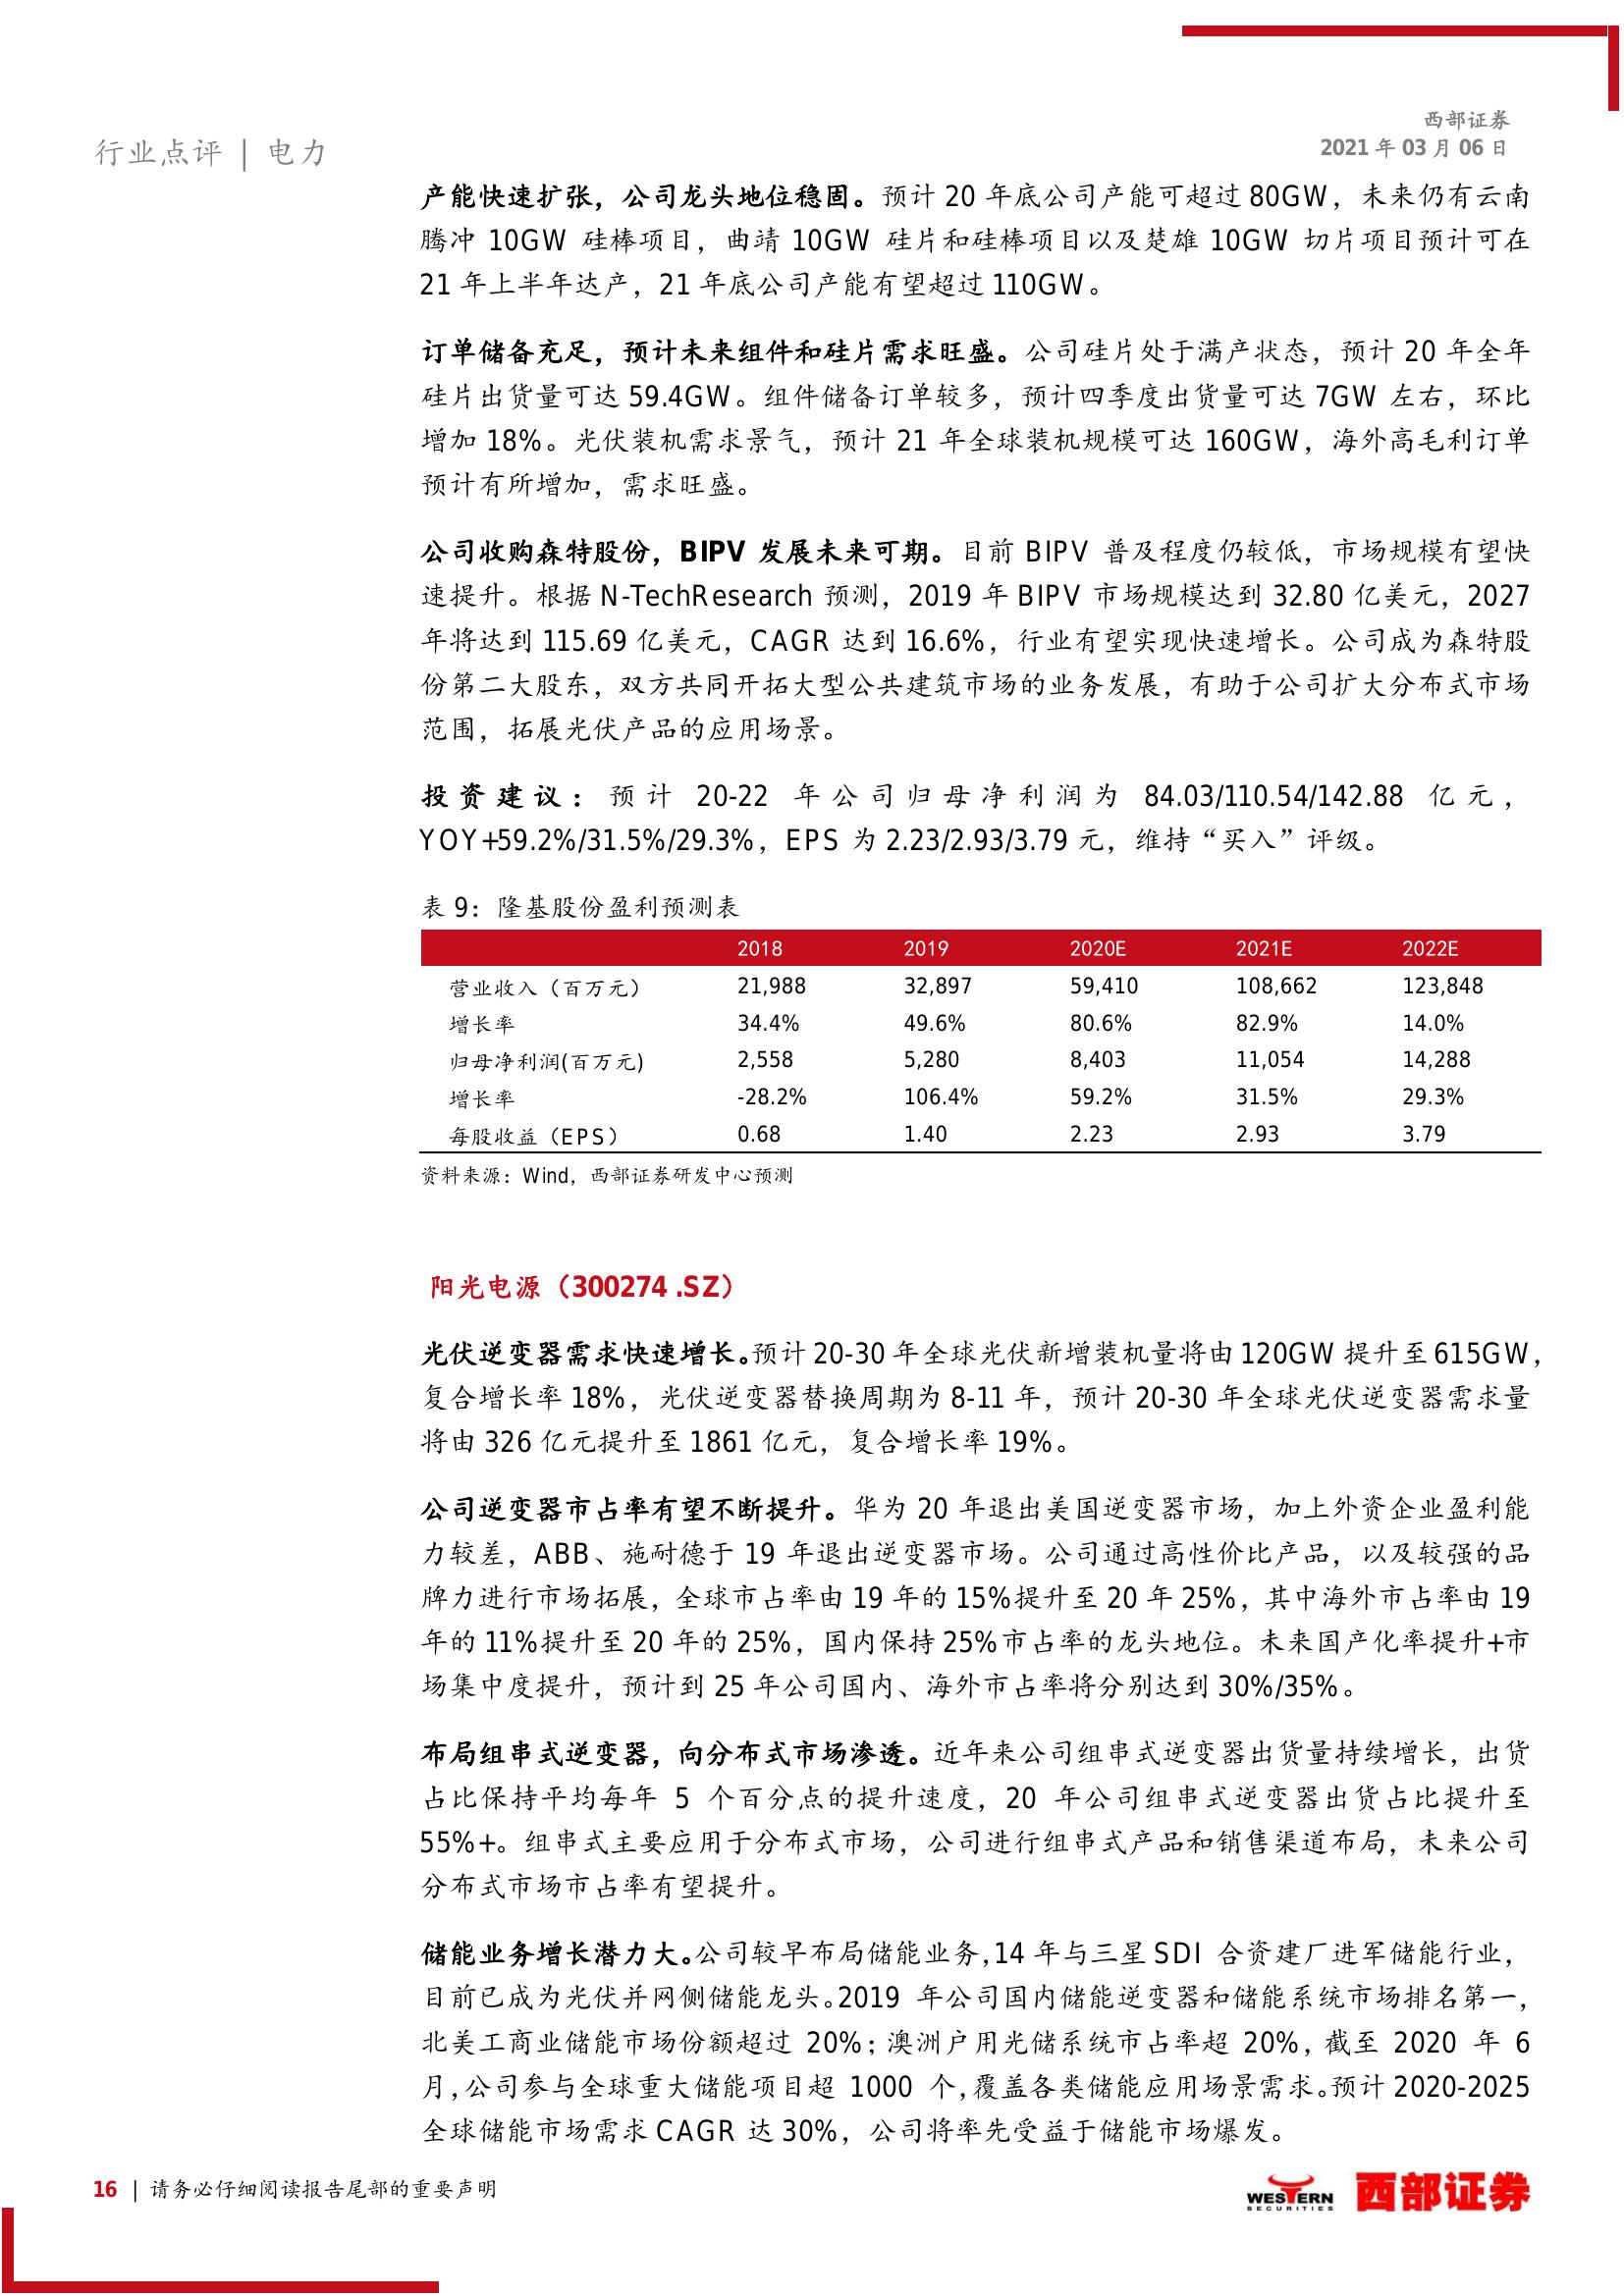 西部证券
行业点评 | 电力
2021 年 03 月 06 日
产能快速扩张，公司龙头地位稳固。预计 20 年底公司产能可超过 80GW，未来仍有云南
腾冲 10GW 硅棒项目，曲靖 10GW 硅片和硅棒项目以及楚雄 10GW 切片项目预计可在
21 年上半年达产，21 年底公司产能有望超过 110GW。
订单储备充足，预计未来组件和硅片需求旺盛。公司硅片处于满产状态，预计 20 年全年
硅片出货量可达 59.4GW。组件储备订单较多，预计四季度出货量可达 7GW 左右，环比
增加 18%。光伏装机需求景气，预计 21 年全球装机规模可达 160GW，海外高毛利订单
预计有所增加，需求旺盛。
公司收购森特股份，BIPV 发展未来可期。目前 BIPV 普及程度仍较低，市场规模有望快
速提升。根据 N-TechResearch 预测，2019 年 BIPV 市场规模达到 32.80 亿美元，2027
年将达到 115.69 亿美元，CAGR 达到 16.6%，行业有望实现快速增长。公司成为森特股
份第二大股东，双方共同开拓大型公共建筑市场的业务发展，有助于公司扩大分布式市场
范围，拓展光伏产品的应用场景。
投资建议：预计 20-22 年公司归母净利润为 84.03/110.54/142.88 亿元，
YOY+59.2%/31.5%/29.3%，EPS 为 2.23/2.93/3.79 元，维持“买入”评级。
表 9：隆基股份盈利预测表
2018 2019 2020E 2021E 2022E
营业收入（百万元） 21,988 32,897 59,410 108,662 123,848
增长率 34.4% 49.6% 80.6% 82.9% 14.0%
归母净利润(百万元) 2,558 5,280 8,403 11,054 14,288
增长率 -28.2% 106.4% 59.2% 31.5% 29.3%
每股收益（EPS） 0.68 1.40 2.23 2.93 3.79
资料来源：Wind，西部证券研发中心预测
阳光电源（300274 .SZ）
光伏逆变器需求快速增长。预计 20-30 年全球光伏新增装机量将由 120GW 提升至 615GW，
复合增长率 18%，光伏逆变器替换周期为 8-11 年，预计 20-30 年全球光伏逆变器需求量
将由 326 亿元提升至 1861 亿元，复合增长率 19%。
公司逆变器市占率有望不断提升。华为 20 年退出美国逆变器市场，加上外资企业盈利能
力较差，ABB、施耐德于 19 年退出逆变器市场。公司通过高性价比产品，以及较强的品
牌力进行市场拓展，全球市占率由 19 年的 15%提升至 20 年 25%，其中海外市占率由 19
年的 11%提升至 20 年的 25%，国内保持 25%市占率的龙头地位。未来国产化率提升+市
场集中度提升，预计到 25 年公司国内、海外市占率将分别达到 30%/35%。
布局组串式逆变器，向分布式市场渗透。近年来公司组串式逆变器出货量持续增长，出货
占比保持平均每年 5 个百分点的提升速度，20 年公司组串式逆变器出货占比提升至
55%+。组串式主要应用于分布式市场，公司进行组串式产品和销售渠道布局，未来公司
分布式市场市占率有望提升。
储能业务增长潜力大。公司较早布局储能业务，14 年与三星 SDI 合资建厂进军储能行业，
目前已成为光伏并网侧储能龙头。2019 年公司国内储能逆变器和储能系统市场排名第一，
北美工商业储能市场份额超过 20%；澳洲户用光储系统市占率超 20%，截至 2020 年 6
月，公司参与全球重大储能项目超 1000 个，覆盖各类储能应用场景需求。预计 2020-2025
全球储能市场需求 CAGR 达 30%，公司将率先受益于储能市场爆发。
16 | 请务必仔细阅读报告尾部的重要声明
WESTERN
SECURITIES
西部证券